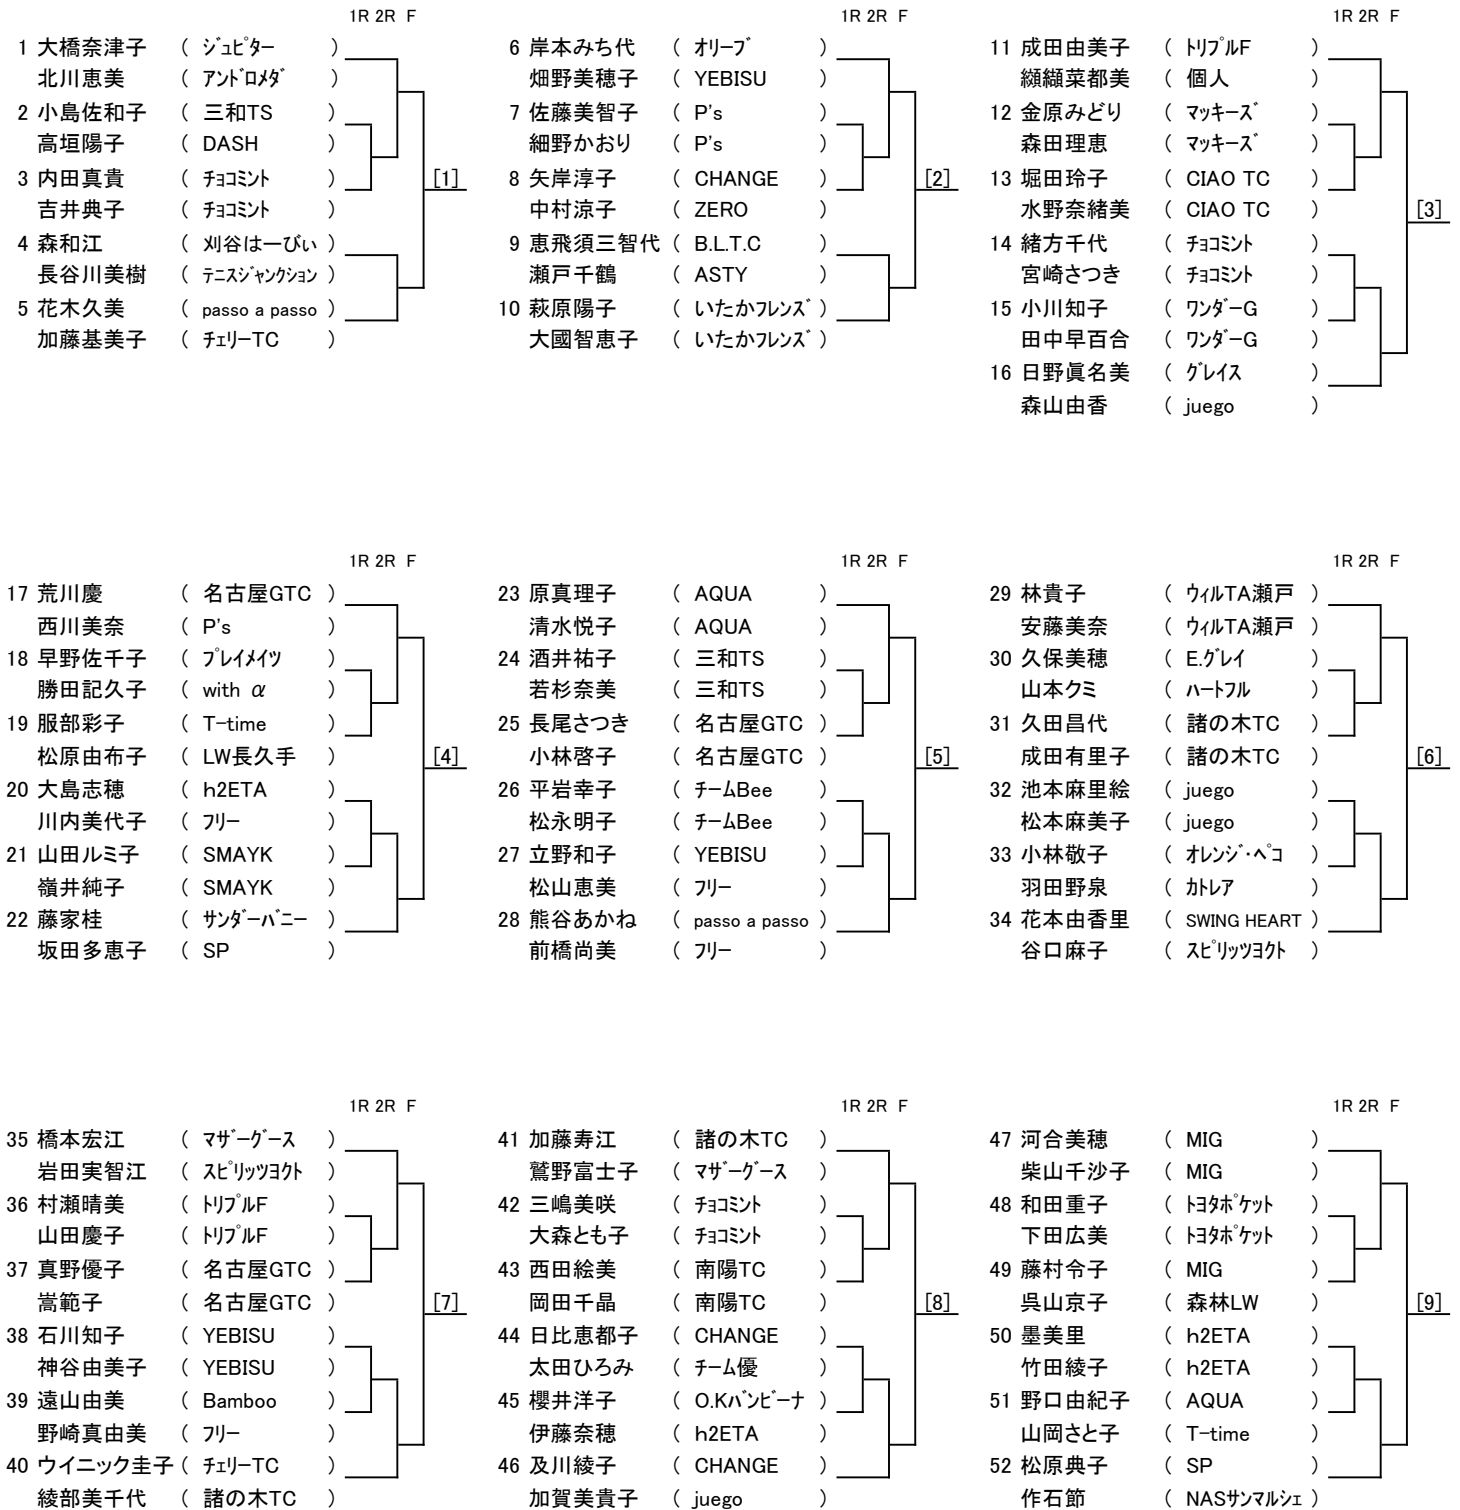 1R 2R F
1 大橋奈津子 ( ジュピター )
北川恵美 ( アンドロメダ )
2 小島佐和子 ( 三和TS )
高垣陽子 ( DASH )
3 内田真貴 ( チョコミント )
吉井典子 ( チョコミント )
4 森和江 ( 刈谷はーびぃ )
長谷川美樹 ( テニスジャンクション )
5 花木久美 ( passo a passo )
加藤基美子 ( チェリーTC )
[1]
1R 2R F
6 岸本みち代 ( オリーブ )
畑野美穂子 ( YEBISU )
7 佐藤美智子 ( P's )
細野かおり ( P's )
8 矢岸淳子 ( CHANGE )
中村涼子 ( ZERO )
9 恵飛須三智代 ( B.L.T.C )
瀬戸千鶴 ( ASTY )
10 萩原陽子 ( いたかフレンズ )
大國智恵子 ( いたかフレンズ )
[2]
1R 2R F
11 成田由美子 ( トリプルF )
纐纈菜都美 ( 個人 )
12 金原みどり ( マッキーズ )
森田理恵 ( マッキーズ )
13 堀田玲子 ( CIAO TC )
水野奈緒美 ( CIAO TC )
14 緒方千代 ( チョコミント )
宮崎さつき ( チョコミント )
15 小川知子 ( ワンダーG )
田中早百合 ( ワンダーG )
16 日野眞名美 ( グレイス )
森山由香 ( juego )
[3]
1R 2R F
17 荒川慶 ( 名古屋GTC )
西川美奈 ( P's )
18 早野佐千子 ( プレイメイツ )
勝田記久子 ( with α )
19 服部彩子 ( T-time )
松原由布子 ( LW長久手 )
20 大島志穂 ( h2ETA )
川内美代子 ( フリー )
21 山田ルミ子 ( SMAYK )
嶺井純子 ( SMAYK )
22 藤家桂 ( サンダーバニー )
坂田多恵子 ( SP )
[4]
1R 2R F
23 原真理子 ( AQUA )
清水悦子 ( AQUA )
24 酒井祐子 ( 三和TS )
若杉奈美 ( 三和TS )
25 長尾さつき ( 名古屋GTC )
小林啓子 ( 名古屋GTC )
26 平岩幸子 ( チームBee )
松永明子 ( チームBee )
27 立野和子 ( YEBISU )
松山恵美 ( フリー )
28 熊谷あかね ( passo a passo )
前橋尚美 ( フリー )
[5]
1R 2R F
29 林貴子 ( ウィルTA瀬戸 )
安藤美奈 ( ウィルTA瀬戸 )
30 久保美穂 ( E.グレイ )
山本クミ ( ハートフル )
31 久田昌代 ( 諸の木TC )
成田有里子 ( 諸の木TC )
32 池本麻里絵 ( juego )
松本麻美子 ( juego )
33 小林敬子 ( オレンジ・ペコ )
羽田野泉 ( カトレア )
34 花本由香里 ( SWING HEART )
谷口麻子 ( スピリッツヨクト )
[6]
1R 2R F
35 橋本宏江 ( マザーグース )
岩田実智江 ( スピリッツヨクト )
36 村瀬晴美 ( トリプルF )
山田慶子 ( トリプルF )
37 真野優子 ( 名古屋GTC )
嵩範子 ( 名古屋GTC )
38 石川知子 ( YEBISU )
神谷由美子 ( YEBISU )
39 遠山由美 ( Bamboo )
野崎真由美 ( フリー )
40 ウイニック圭子 ( チェリーTC )
綾部美千代 ( 諸の木TC )
[7]
1R 2R F
41 加藤寿江 ( 諸の木TC )
鷲野富士子 ( マザーグース )
42 三嶋美咲 ( チョコミント )
大森とも子 ( チョコミント )
43 西田絵美 ( 南陽TC )
岡田千晶 ( 南陽TC )
44 日比恵都子 ( CHANGE )
太田ひろみ ( チーム優 )
45 櫻井洋子 ( O.Kバンビーナ )
伊藤奈穂 ( h2ETA )
46 及川綾子 ( CHANGE )
加賀美貴子 ( juego )
[8]
1R 2R F
47 河合美穂 ( MIG )
柴山千沙子 ( MIG )
48 和田重子 ( トヨタポケット )
下田広美 ( トヨタポケット )
49 藤村令子 ( MIG )
呉山京子 ( 森林LW )
50 墨美里 ( h2ETA )
竹田綾子 ( h2ETA )
51 野口由紀子 ( AQUA )
山岡さと子 ( T-time )
52 松原典子 ( SP )
作石節 ( NASサンマルシェ )
[9]